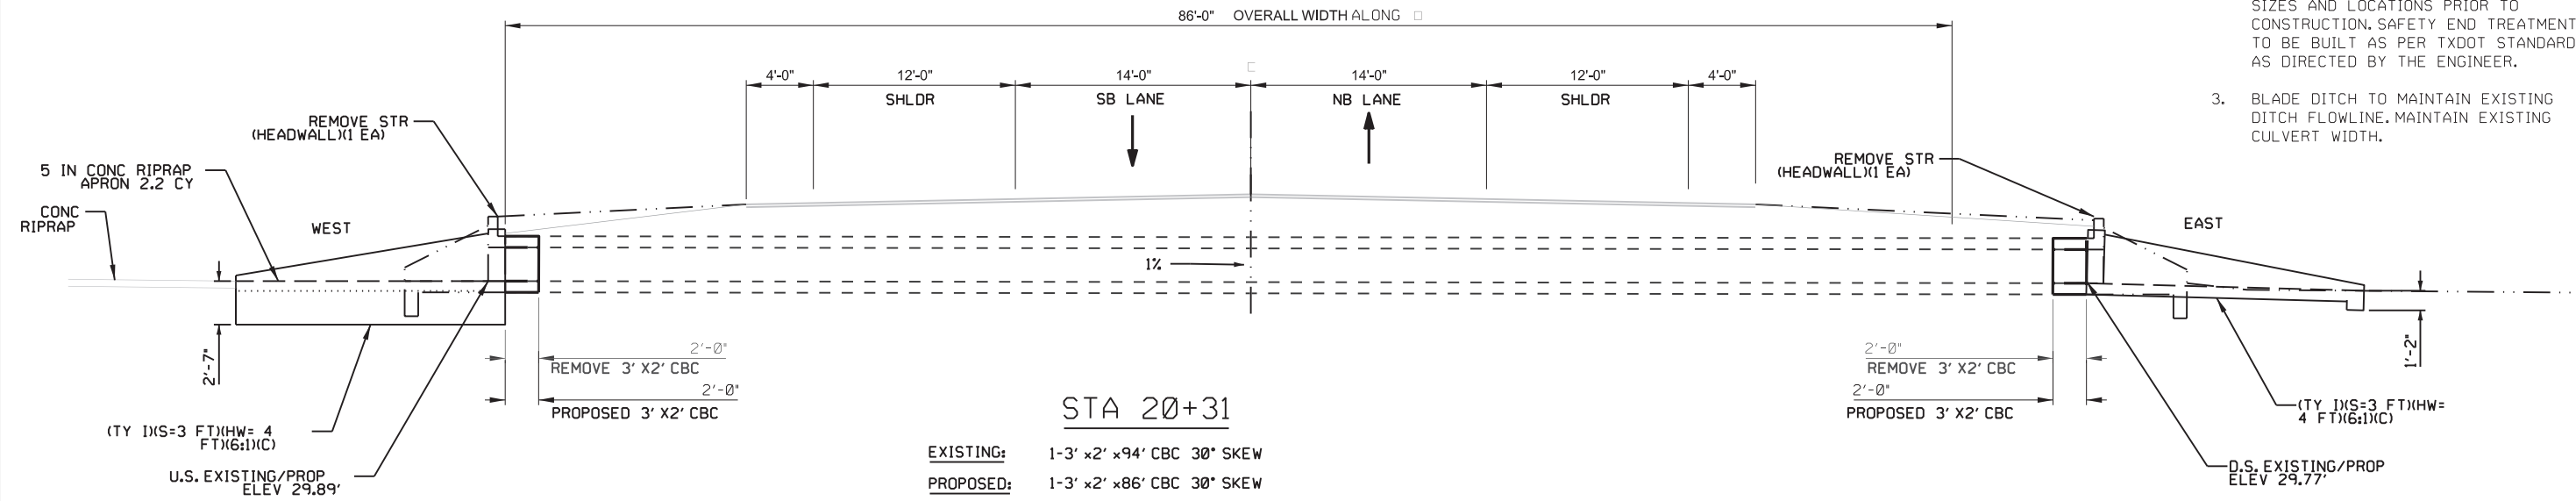 86'-0" OVERALL WIDTH ALONG
SIZES AND LOCATIONS PRIOR TO
CONSTRUCTION. SAFETY END TREATMENT
TO BE BUILT AS PER TXDOT STANDARD
AS DIRECTED BY THE ENGINEER.
3. BLADE DITCH TO MAINTAIN EXISTING
DITCH FLOWLINE. MAINTAIN EXISTING
CULVERT WIDTH.
4'-0" 12'-0" 14'-0" 14'-0" 12'-0" 4'-0"
SHLDR SB LANE NB LANE SHLDR
REMOVE STR
(HEADWALL)(1 EA)
5 IN CONC RIPRAP
APRON 2.2 CY
CONC
RIPRAP
WEST
REMOVE STR
(HEADWALL)(1 EA)
EAST
1%
2'-7"
2'-0"
REMOVE 3' X2' CBC
2'-0"
PROPOSED 3' X2' CBC
2'-0"
REMOVE 3' X2' CBC
2'-0"
PROPOSED 3' X2' CBC
1'-2"
(TY I)(S=3 FT)(HW= 4
FT)(6:1)(C)
U.S. EXISTING/PROP
ELEV 29.89'
STA 20+31
EXISTING: 1-3' x2' x94' CBC 30° SKEW
PROPOSED: 1-3' x2' x86' CBC 30° SKEW
(TY I)(S=3 FT)(HW=
4 FT)(6:1)(C)
D.S. EXISTING/PROP
ELEV 29.77'